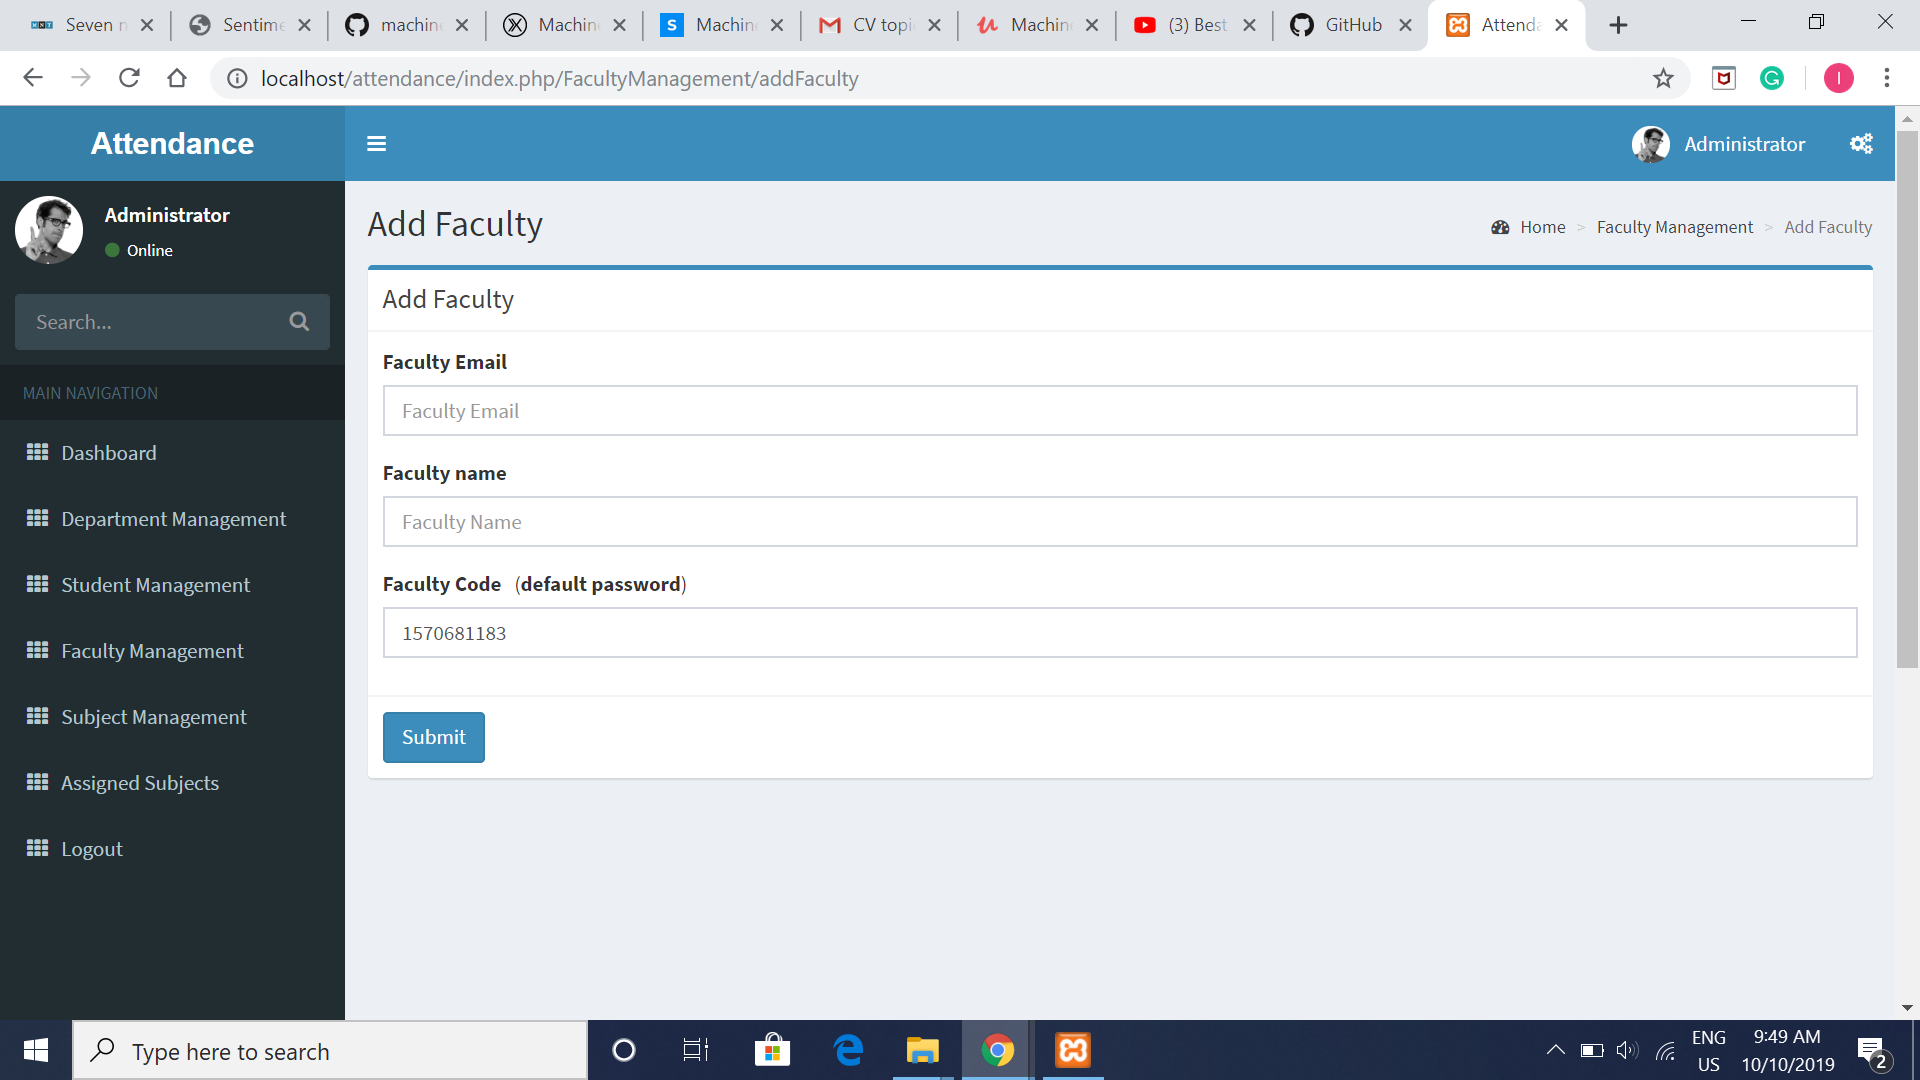 Seven n
Sentime
machin
Machin
Machin
CV topi
Machin
(3) Best
GitHub
Attenda
localhost/attendance/index.php/FacultyManagement/addFaculty
Attendance
Administrator
Administrator
Online
Search...
MAIN NAVIGATION
Dashboard
Department Management
Student Management
Faculty Management
Subject Management
Assigned Subjects
Logout
Add Faculty
Home > Faculty Management > Add Faculty
Add Faculty
Faculty Email
Faculty Email
Faculty name
Faculty Name
Faculty Code (default password)
1570681183
Submit
Type here to search
ENG
US
9:49 AM
10/10/2019
2